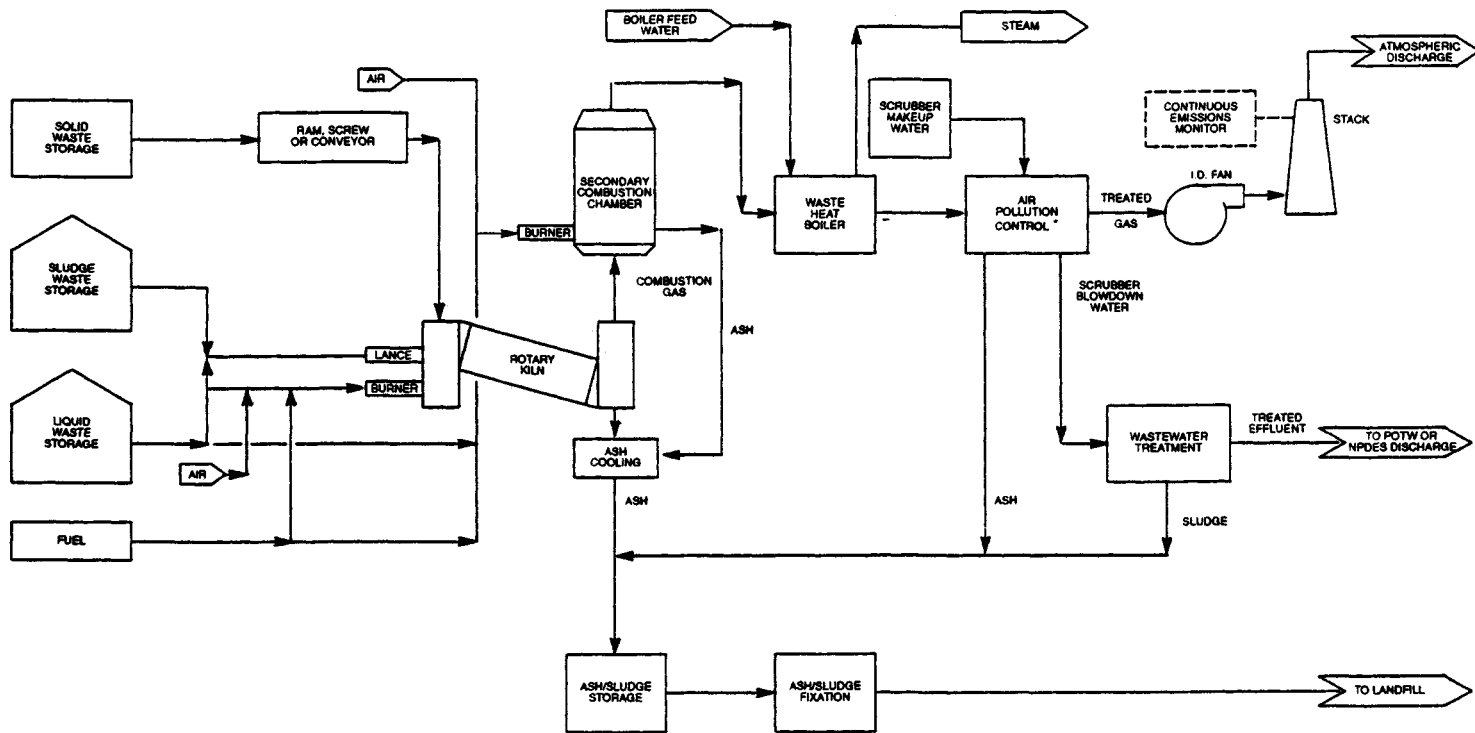 BOILER FEED
WATER
STEAM
ATMOSPHERIC
DISCHARGE
AIR
SOLID
WASTE
STORAGE
RAM, SCREW
OR CONVEYOR
SCRUBBER
MAKEUP
WATER
CONTINUOUS
EMISSIONS
MONITOR
STACK
SECONDARY
COMBUSTION
CHAMBER
I.D. FAN
WASTE
HEAT
BOILER
AIR
POLLUTION
CONTROL *
TREATED
GAS
BURNER
SLUDGE
WASTE
STORAGE
COMBUSTION
GAS
SCRUBBER
BLOWDOWN
WATER
ASH
LANCE
ROTARY
KILN
BURNER
LIQUID
WASTE
STORAGE
AIR
ASH
COOLING
WASTEWATER
TREATMENT
TREATED
EFFLUENT
TO POTW OR
NPDES DISCHARGE
ASH
ASH
SLUDGE
FUEL
ASH/SLUDGE
STORAGE
ASH/SLUDGE
FIXATION
TO LANDFILL